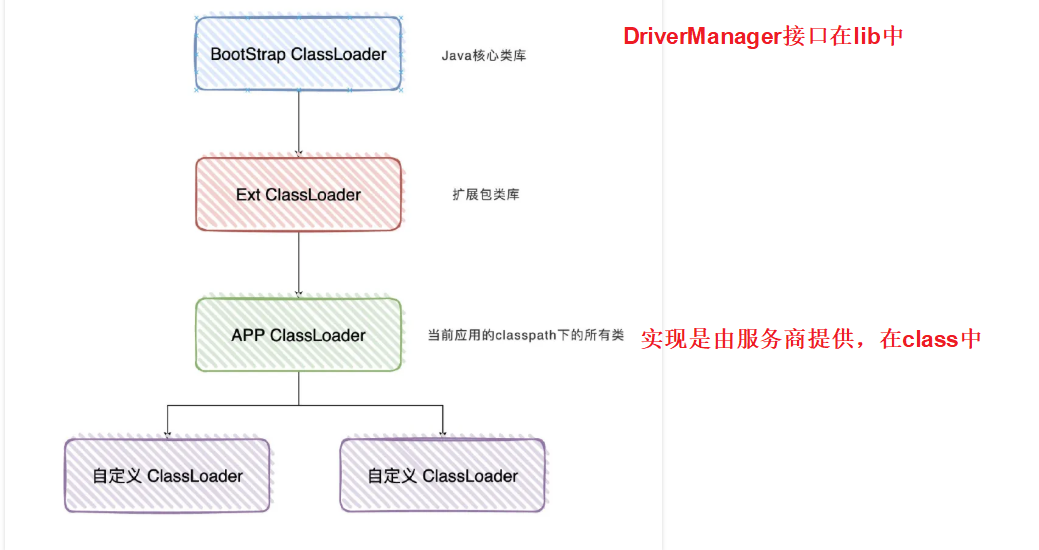 BootStrap ClassLoader
Java核心类库
DriverManager接口在lib中
Ext ClassLoader
扩展包类库
APP ClassLoader
当前应用的classpath下的所有类
实现是由服务商提供，在class中
自定义 ClassLoader
自定义 ClassLoader